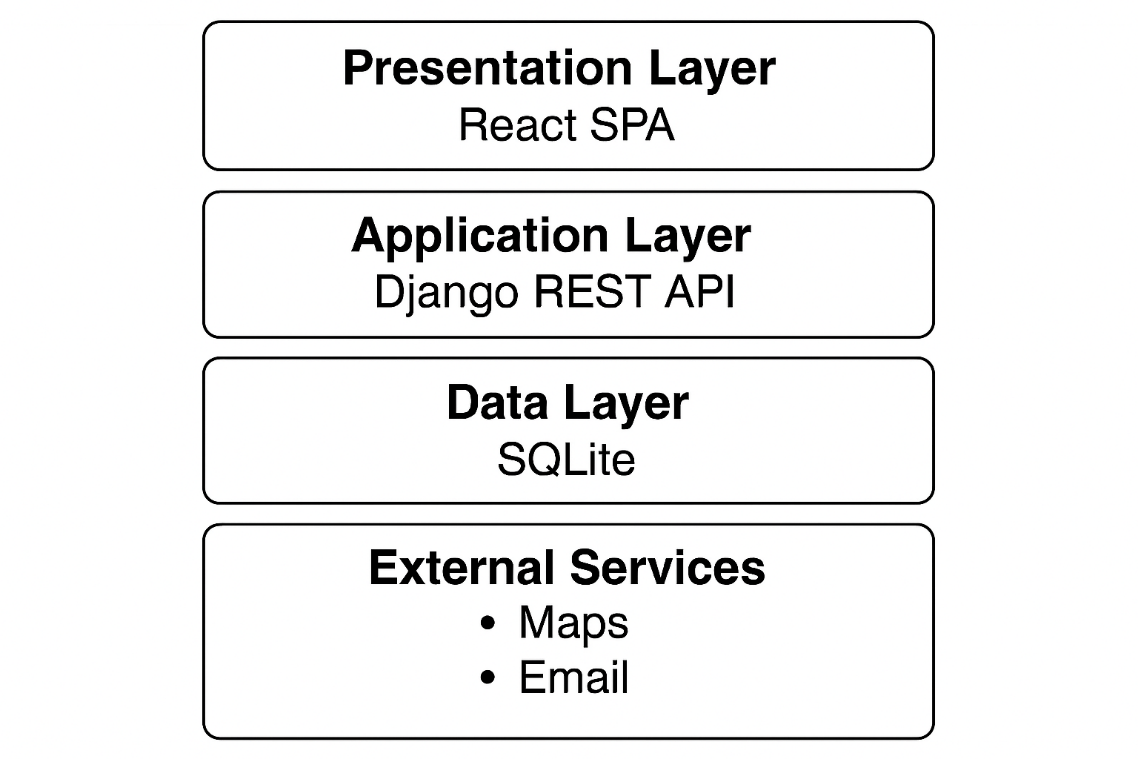 Presentation Layer
React SPA
Application Layer
Django REST API
Data Layer
SQLite
External Services
• Maps
• Email